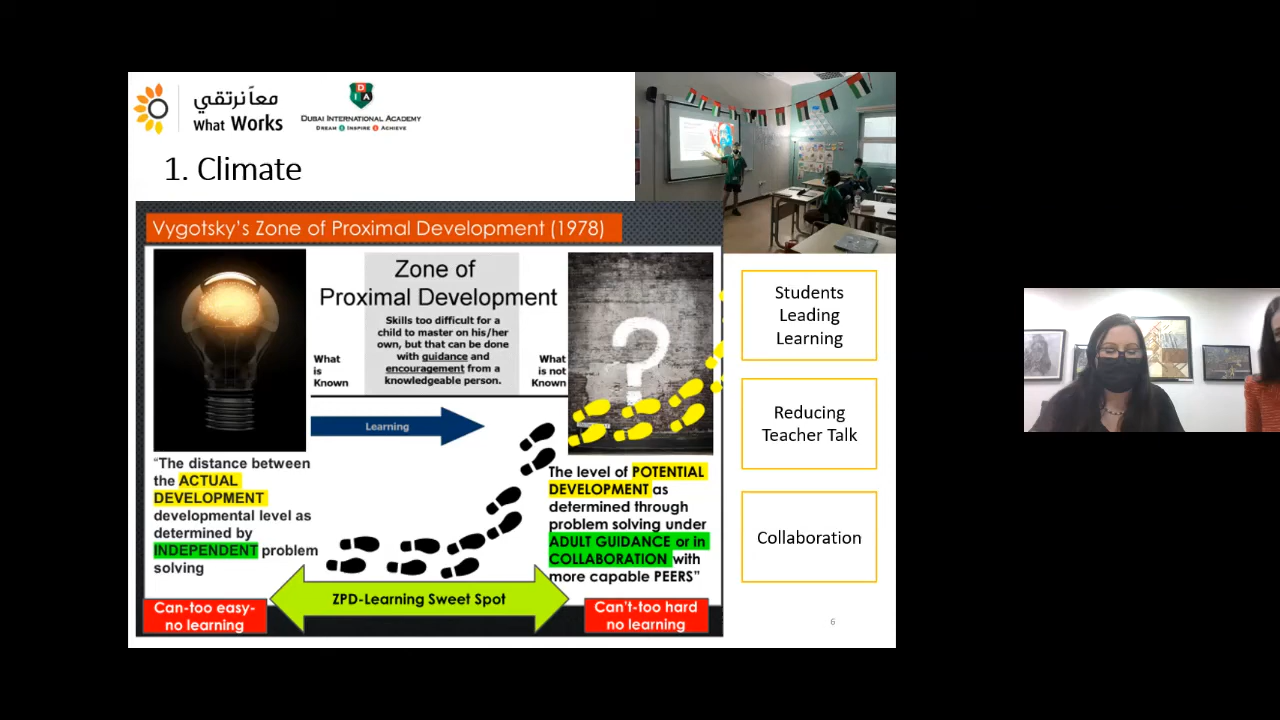 معاً نرتقي
What Works
D
I A
DUBAI INTERNATIONAL ACADEMY
DREAM INSPIRE ACHIEVE
1. Climate
Vygotsky's Zone of Proximal Development (1978)
Zone of
Proximal Development
Skills too difficult for a
child to master on his/her
own, but that can be done
with guidance and
encouragement from a
knowledgeable person.
What
is
Known
What
is not
Known
Learning
"The distance between
the ACTUAL
DEVELOPMENT
developmental level as
determined by
INDEPENDENT problem
solving
The level of POTENTIAL
DEVELOPMENT as
determined through
problem solving under
ADULT GUIDANCE or in
COLLABORATION with
more capable PEERS"
Can-too easy-
no learning
ZPD-Learning Sweet Spot
Can't-too hard
no learning
Students
Leading
Learning
Reducing
Teacher Talk
Collaboration
6